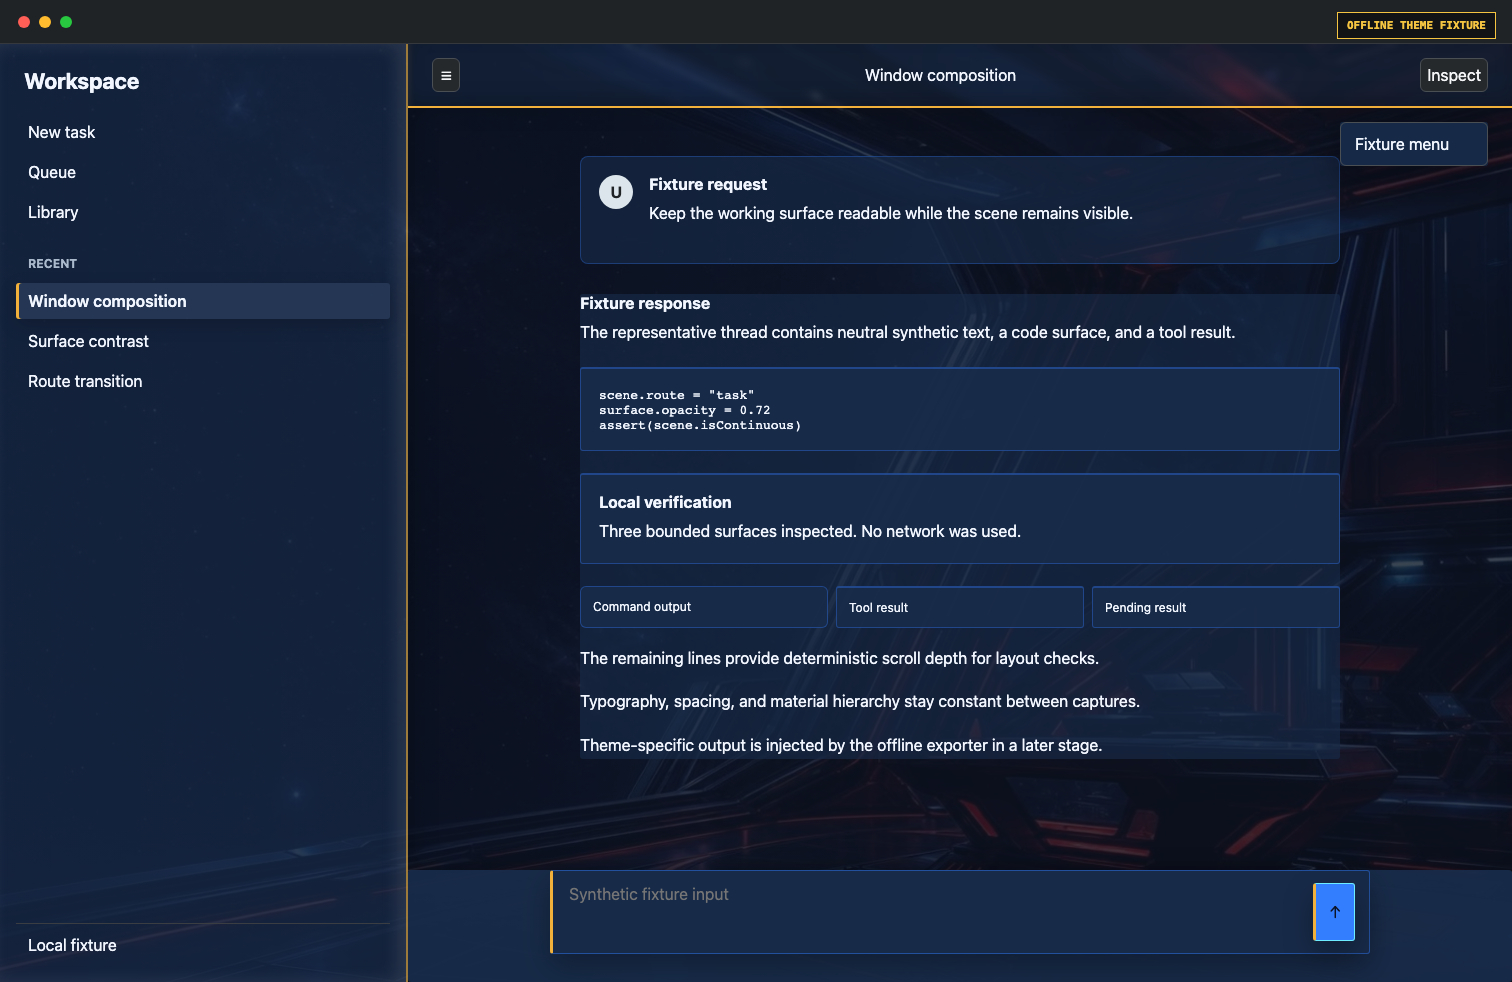 OFFLINE THEME FIXTURE
Workspace
New task
Queue
Library
RECENT
Window composition
Surface contrast
Route transition
Local fixture
≡
Window composition
Inspect
Fixture menu
U
Fixture request
Keep the working surface readable while the scene remains visible.
Fixture response
The representative thread contains neutral synthetic text, a code surface, and a tool result.
scene.route = "task"
surface.opacity = 0.72
assert(scene.isContinuous)
Local verification
Three bounded surfaces inspected. No network was used.
Command output
Tool result
Pending result
The remaining lines provide deterministic scroll depth for layout checks.
Typography, spacing, and material hierarchy stay constant between captures.
Theme-specific output is injected by the offline exporter in a later stage.
Synthetic fixture input
↑